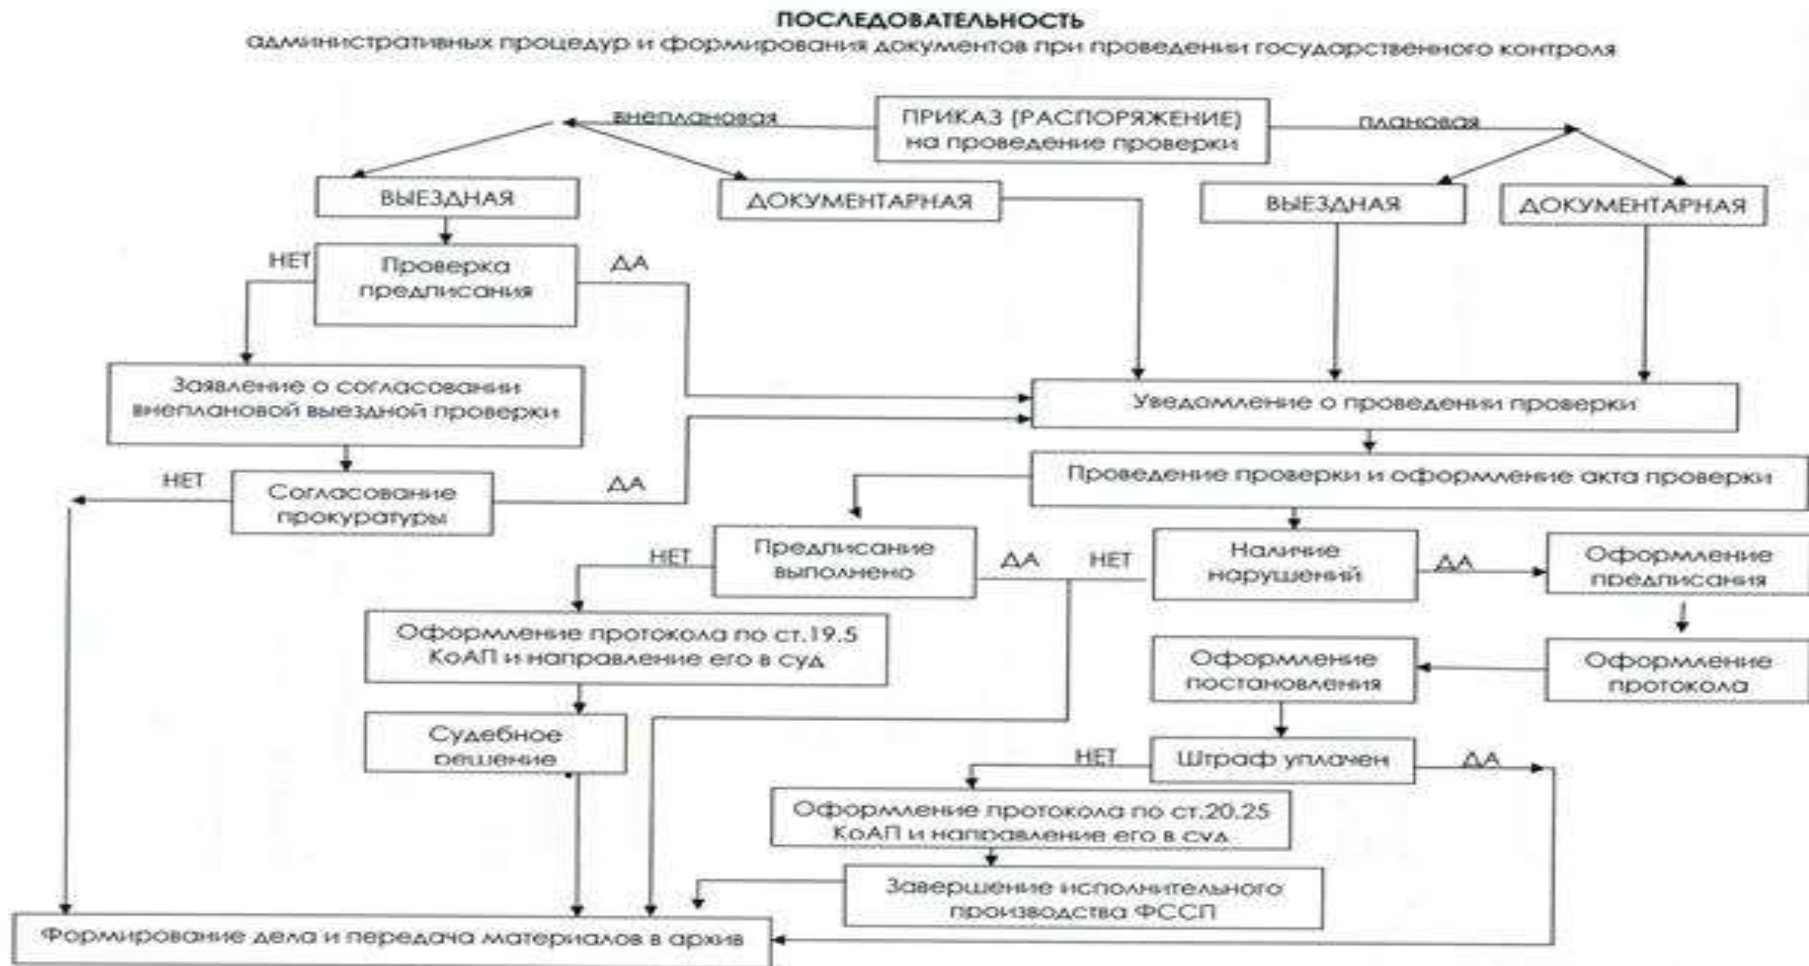 ПОСЛЕДОВАТЕЛЬНОСТЬ
административных процедур и формирования документов при проведении государственного контроля
внеплановая
ПРИКАЗ (РАСПОРЯЖЕНИЕ)
на проведение проверки
плановая
ВЫЕЗДНАЯ
ДОКУМЕНТАРНАЯ
ВЫЕЗДНАЯ
ДОКУМЕНТАРНАЯ
НЕТ
Проверка
предписания
ДА
Заявление о согласовании
внеплановой выездной проверки
Уведомление о проведении проверки
НЕТ
Согласование
прокуратуры
ДА
Проведение проверки и оформление акта проверки
НЕТ
Предписание
выполнено
ДА
НЕТ
Наличие
нарушений
ДА
Оформление
предписания
Оформление протокола по ст.19.5
КоАП и направление его в суд
Оформление
постановления
Оформление
протокола
Судебное
решение
НЕТ
Штраф уплачен
ДА
Оформление протокола по ст.20.25
КоАП и направление его в суд
Завершение исполнительного
производства ФССП
Формирование дела и передача материалов в архив